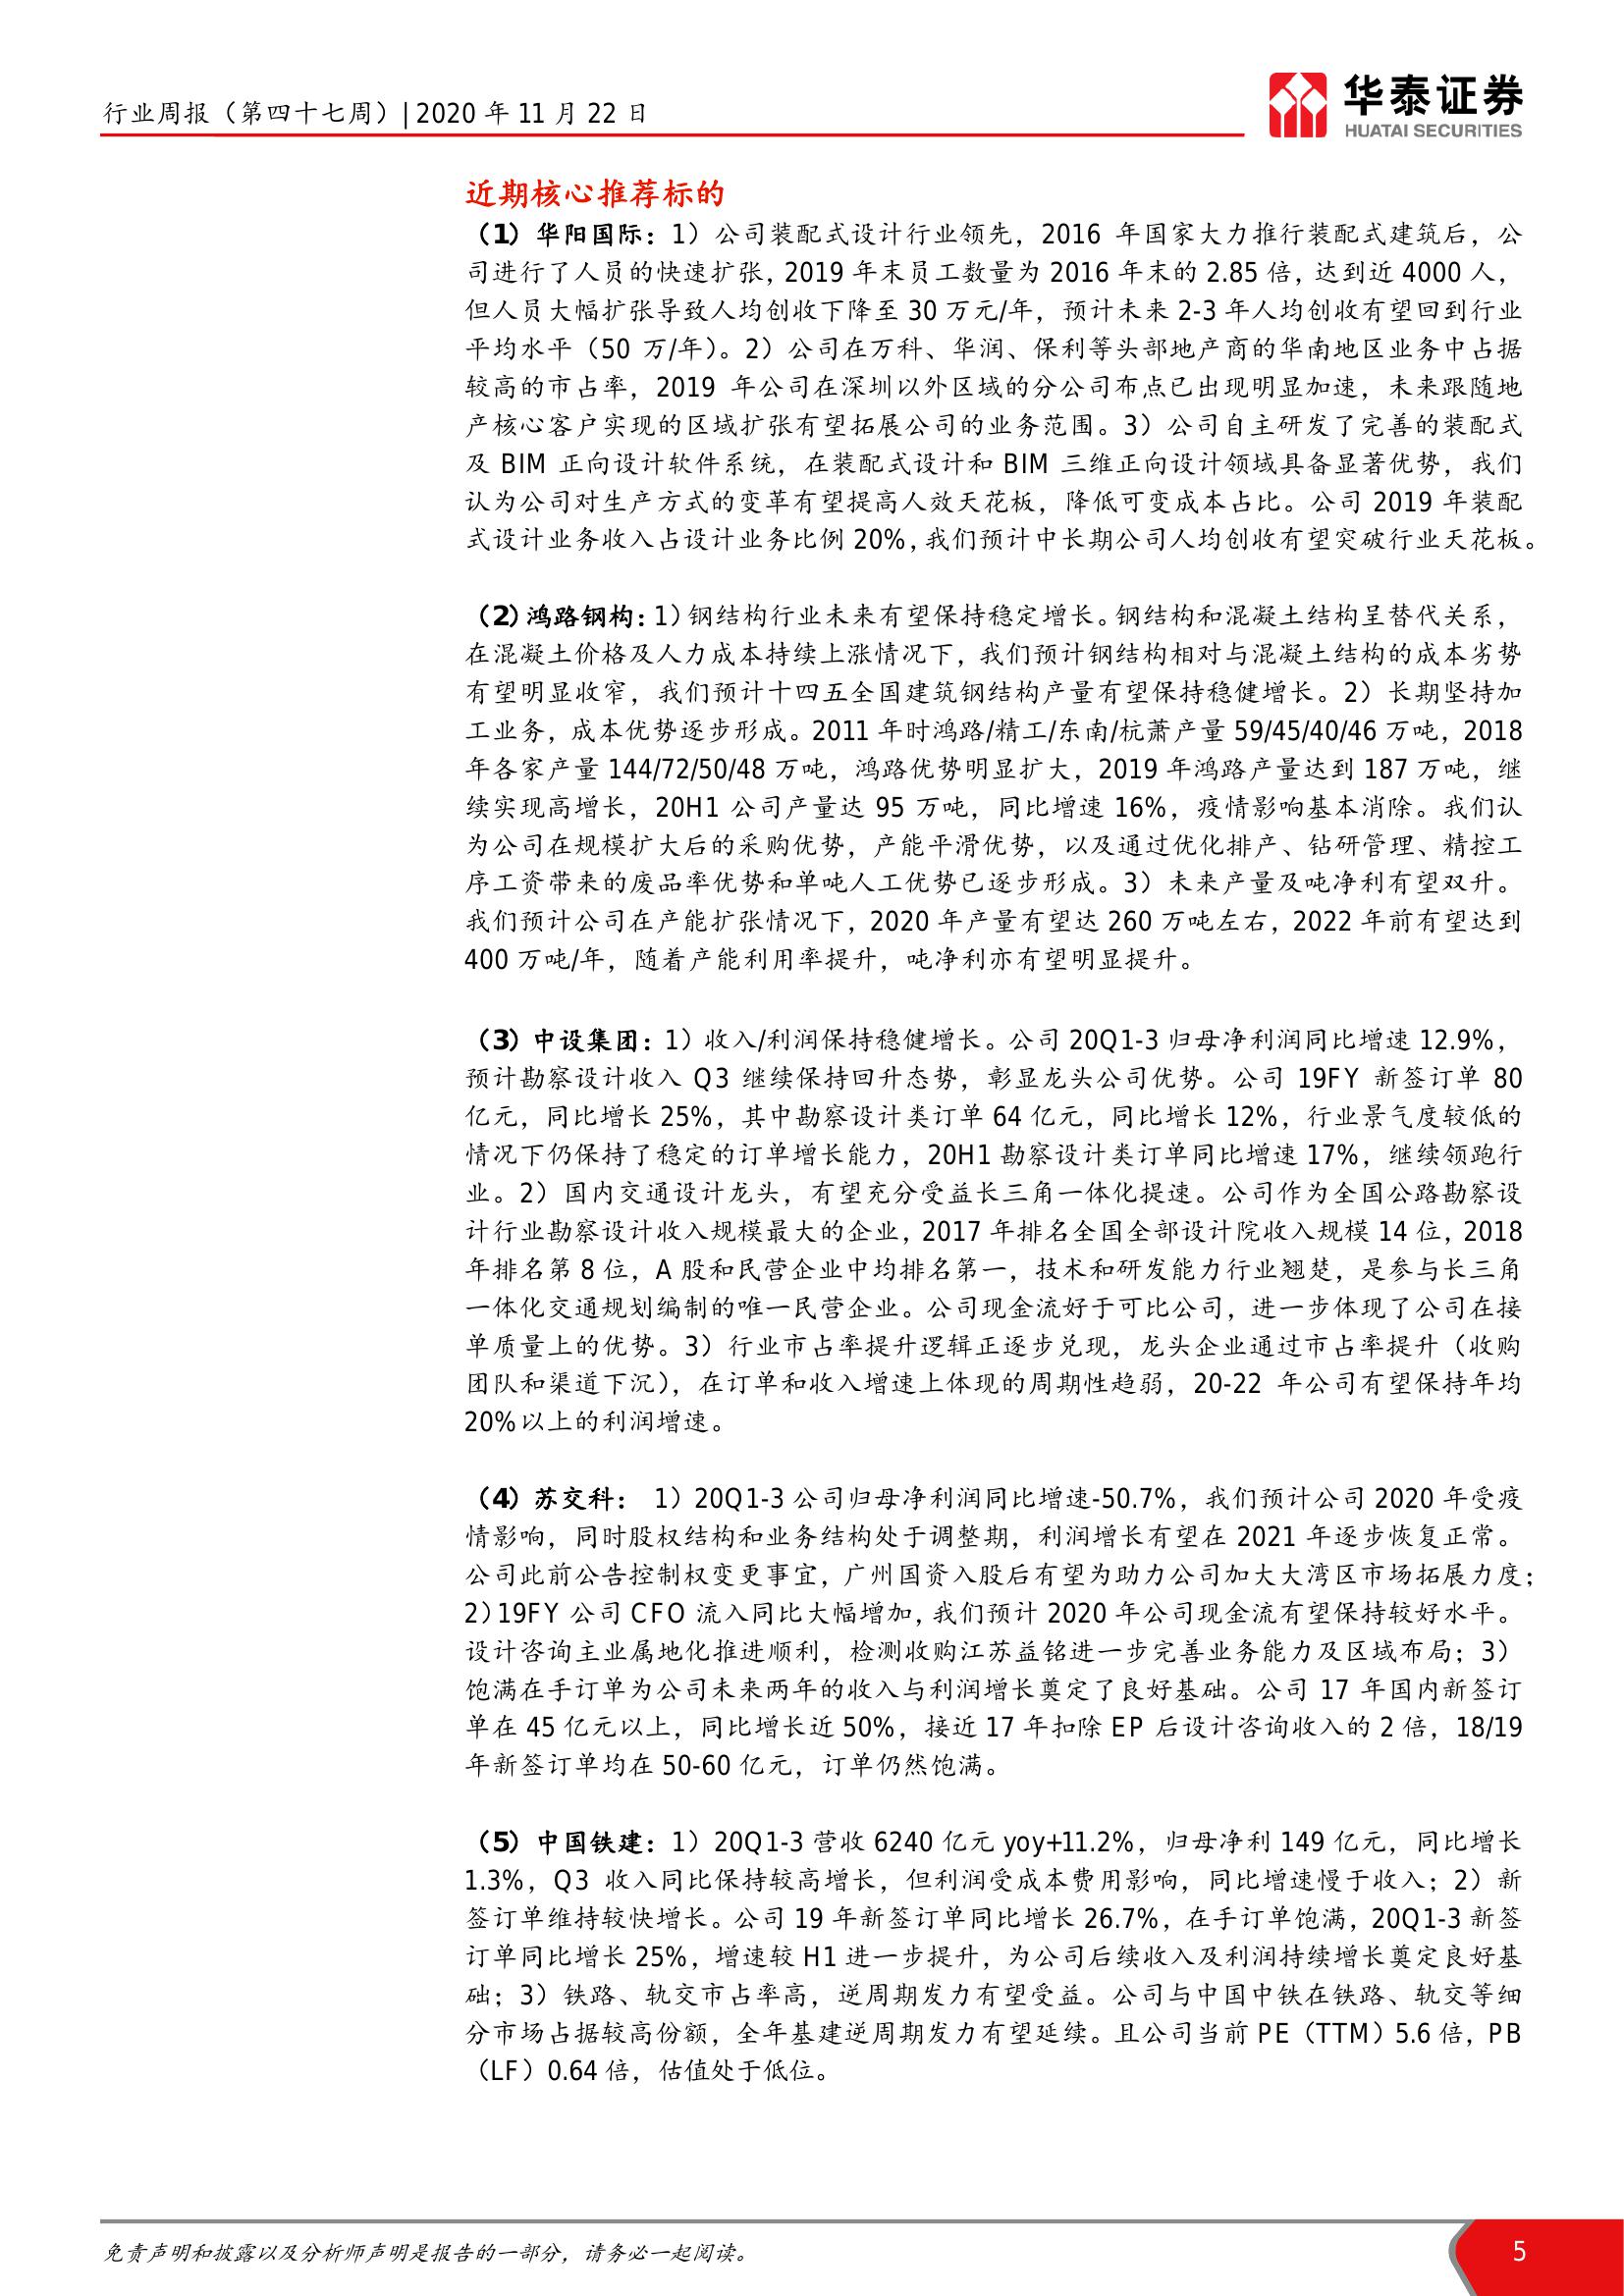 行业周报（第四十七周）| 2020 年 11 月 22 日
华泰证券
HUATAI SECURITIES
近期核心推荐标的
（1）华阳国际：1）公司装配式设计行业领先，2016 年国家大力推行装配式建筑后，公
司进行了人员的快速扩张，2019 年末员工数量为 2016 年末的 2.85 倍，达到近 4000 人，
但人员大幅扩张导致人均创收下降至 30 万元/年，预计未来 2-3 年人均创收有望回到行业
平均水平（50 万/年）。2）公司在万科、华润、保利等头部地产商的华南地区业务中占据
较高的市占率，2019 年公司在深圳以外区域的分公司布点已出现明显加速，未来跟随地
产核心客户实现的区域扩张有望拓展公司的业务范围。3）公司自主研发了完善的装配式
及 BIM 正向设计软件系统，在装配式设计和 BIM 三维正向设计领域具备显著优势，我们
认为公司对生产方式的变革有望提高人效天花板，降低可变成本占比。公司 2019 年装配
式设计业务收入占设计业务比例 20%，我们预计中长期公司人均创收有望突破行业天花板。
（2）鸿路钢构：1）钢结构行业未来有望保持稳定增长。钢结构和混凝土结构呈替代关系，
在混凝土价格及人力成本持续上涨情况下，我们预计钢结构相对与混凝土结构的成本劣势
有望明显收窄，我们预计十四五全国建筑钢结构产量有望保持稳健增长。2）长期坚持加
工业务，成本优势逐步形成。2011 年时鸿路/精工/东南/杭萧产量 59/45/40/46 万吨，2018
年各家产量 144/72/50/48 万吨，鸿路优势明显扩大，2019 年鸿路产量达到 187 万吨，继
续实现高增长，20H1 公司产量达 95 万吨，同比增速 16%，疫情影响基本消除。我们认
为公司在规模扩大后的采购优势，产能平滑优势，以及通过优化排产、钻研管理、精控工
序工资带来的废品率优势和单吨人工优势已逐步形成。3）未来产量及吨净利有望双升。
我们预计公司在产能扩张情况下，2020 年产量有望达 260 万吨左右，2022 年前有望达到
400 万吨/年，随着产能利用率提升，吨净利亦有望明显提升。
（3）中设集团：1）收入/利润保持稳健增长。公司 20Q1-3 归母净利润同比增速 12.9%，
预计勘察设计收入 Q3 继续保持回升态势，彰显龙头公司优势。公司 19FY 新签订单 80
亿元，同比增长 25%，其中勘察设计类订单 64 亿元，同比增长 12%，行业景气度较低的
情况下仍保持了稳定的订单增长能力，20H1 勘察设计类订单同比增速 17%，继续领跑行
业。2）国内交通设计龙头，有望充分受益长三角一体化提速。公司作为全国公路勘察设
计行业勘察设计收入规模最大的企业，2017 年排名全国全部设计院收入规模 14 位，2018
年排名第 8 位，A 股和民营企业中均排名第一，技术和研发能力行业翘楚，是参与长三角
一体化交通规划编制的唯一民营企业。公司现金流好于可比公司，进一步体现了公司在接
单质量上的优势。3）行业市占率提升逻辑正逐步兑现，龙头企业通过市占率提升（收购
团队和渠道下沉），在订单和收入增速上体现的周期性趋弱，20-22 年公司有望保持年均
20%以上的利润增速。
（4）苏交科： 1）20Q1-3 公司归母净利润同比增速-50.7%，我们预计公司 2020 年受疫
情影响，同时股权结构和业务结构处于调整期，利润增长有望在 2021 年逐步恢复正常。
公司此前公告控制权变更事宜，广州国资入股后有望为助力公司加大大湾区市场拓展力度；
2）19FY 公司 CFO 流入同比大幅增加，我们预计 2020 年公司现金流有望保持较好水平。
设计咨询主业属地化推进顺利，检测收购江苏益铭进一步完善业务能力及区域布局；3）
饱满在手订单为公司未来两年的收入与利润增长奠定了良好基础。公司 17 年国内新签订
单在 45 亿元以上，同比增长近 50%，接近 17 年扣除 EP 后设计咨询收入的 2 倍，18/19
年新签订单均在 50-60 亿元，订单仍然饱满。
（5）中国铁建：1）20Q1-3 营收 6240 亿元 yoy+11.2%，归母净利 149 亿元，同比增长
1.3%，Q3 收入同比保持较高增长，但利润受成本费用影响，同比增速慢于收入；2）新
签订单维持较快增长。公司 19 年新签订单同比增长 26.7%，在手订单饱满，20Q1-3 新签
订单同比增长 25%，增速较 H1 进一步提升，为公司后续收入及利润持续增长奠定良好基
础；3）铁路、轨交市占率高，逆周期发力有望受益。公司与中国中铁在铁路、轨交等细
分市场占据较高份额，全年基建逆周期发力有望延续。且公司当前 PE（TTM）5.6 倍，PB
（LF）0.64 倍，估值处于低位。
免责声明和披露以及分析师声明是报告的一部分，请务必一起阅读。
5